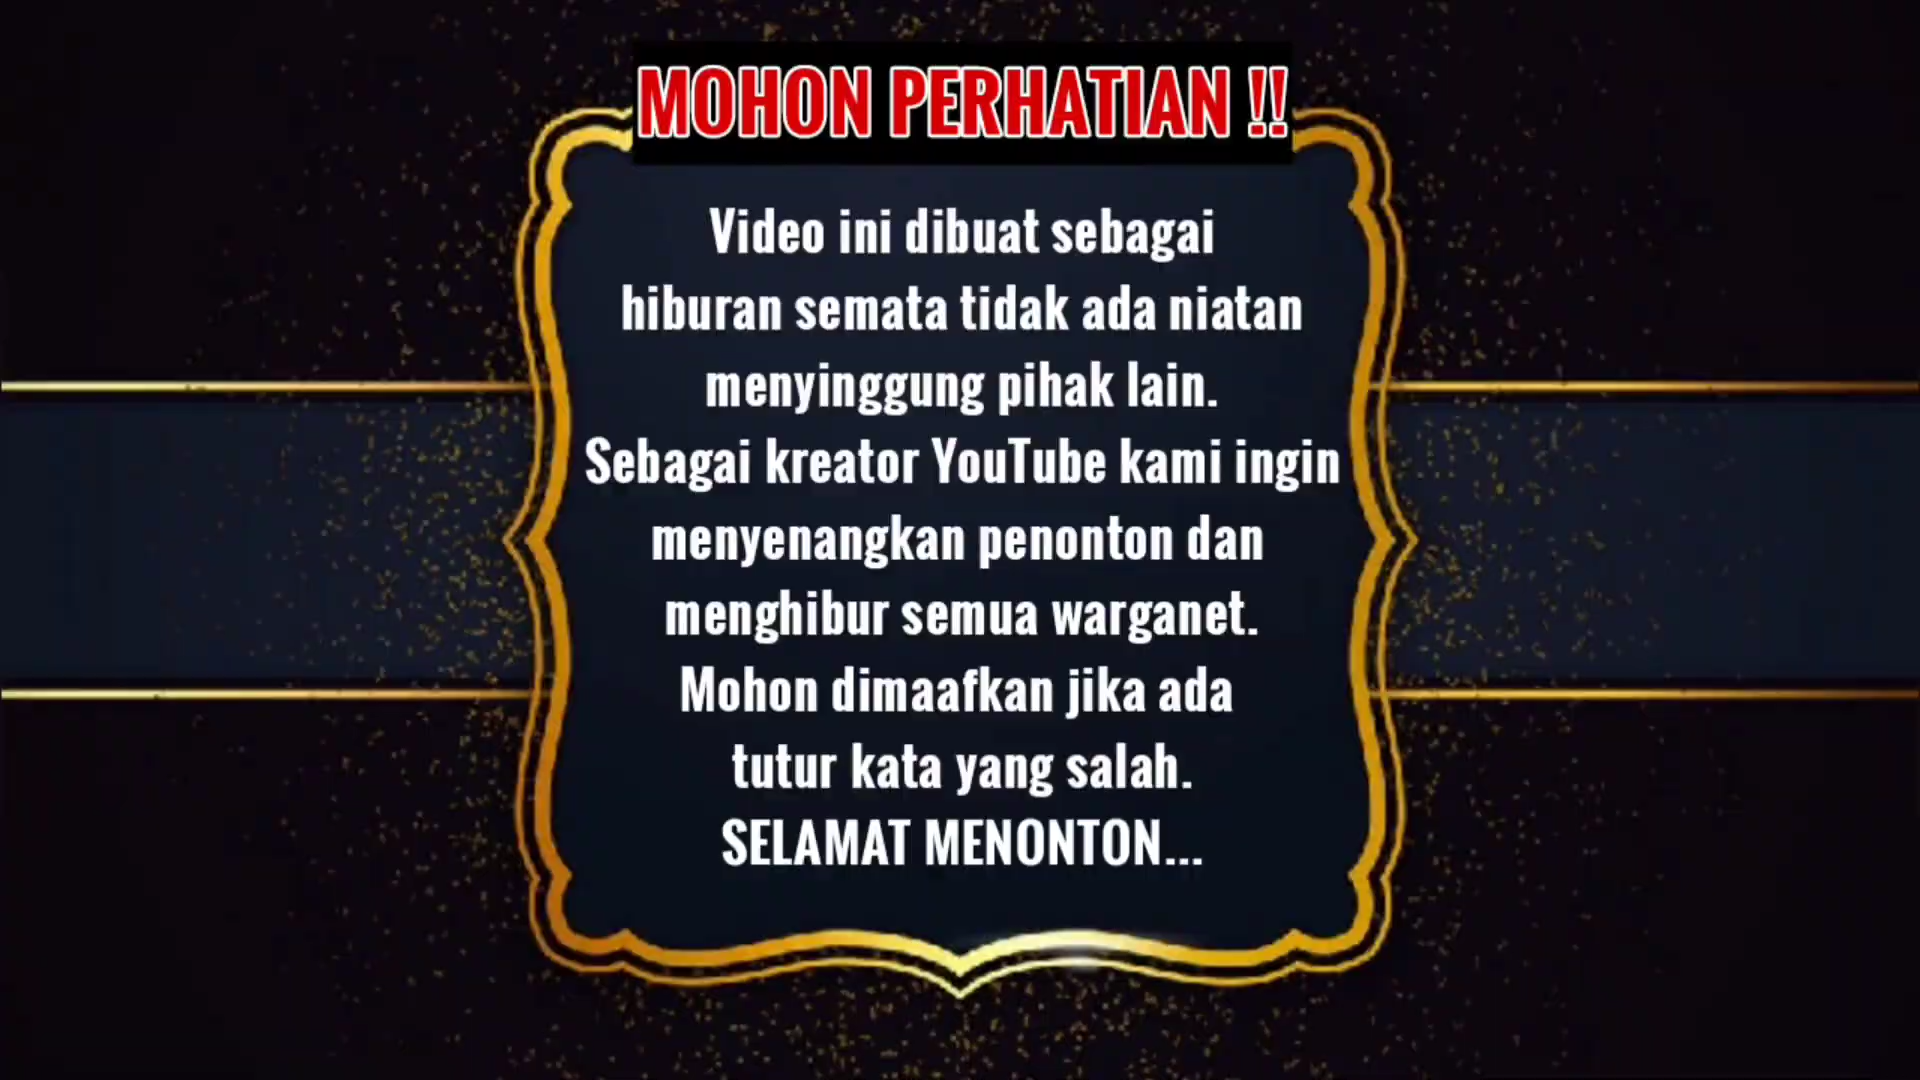 MOHON PERHATIAN !!
Video ini dibuat sebagai
hiburan semata tidak ada niatan
menyinggung pihak lain.
Sebagai kreator YouTube kami ingin
menyenangkan penonton dan
menghibur semua warganet.
Mohon dimaafkan jika ada
tutur kata yang salah.
SELAMAT MENONTON...